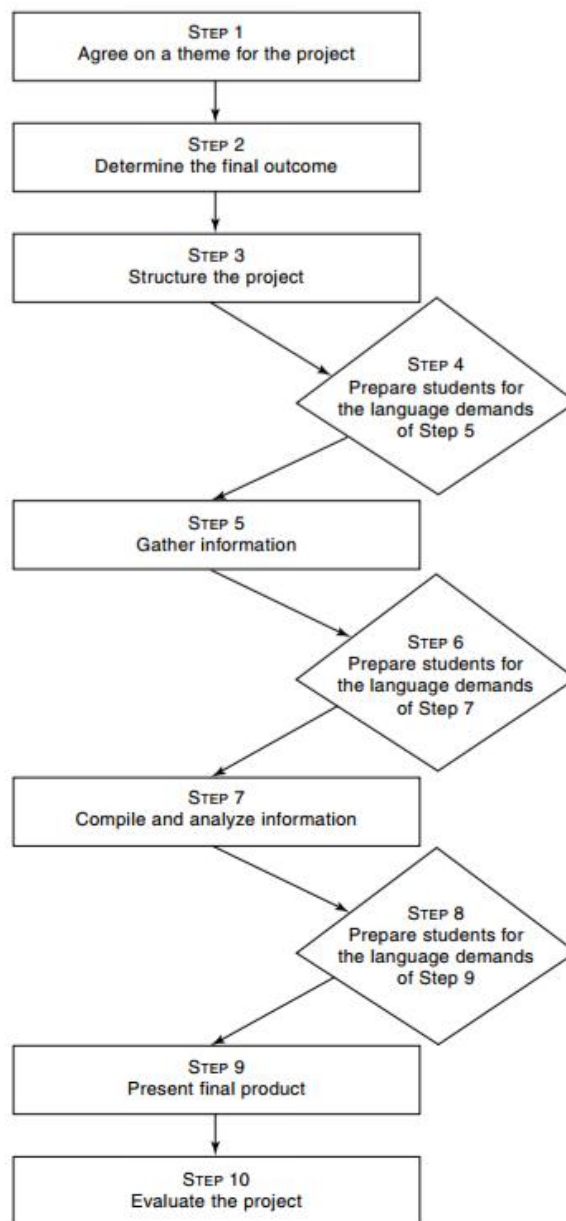 STEP 1
Agree on a theme for the project
STEP 2
Determine the final outcome
STEP 3
Structure the project
STEP 4
Prepare students for
the language demands
of Step 5
STEP 5
Gather information
STEP 6
Prepare students for
the language demands
of Step 7
STEP 7
Compile and analyze information
STEP 8
Prepare students for
the language demands
of Step 9
STEP 9
Present final product
STEP 10
Evaluate the project